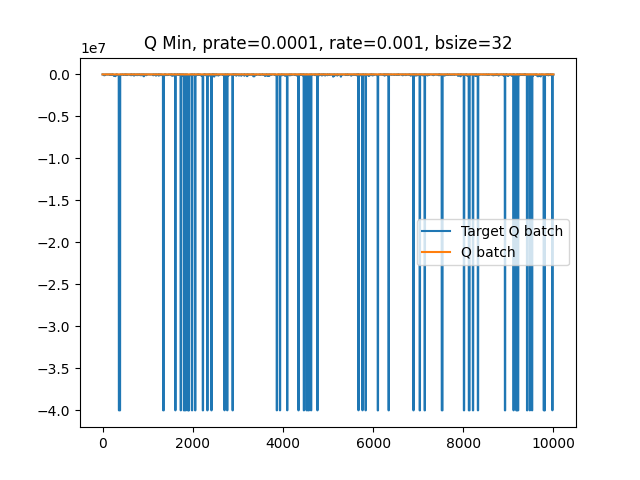 Q Min, prate=0.0001, rate=0.001, bsize=32
1e7
0.0
−0.5
−1.0
−1.5
−2.0
−2.5
−3.0
−3.5
−4.0
Target Q batch
Q batch
0 2000 4000 6000 8000 10000